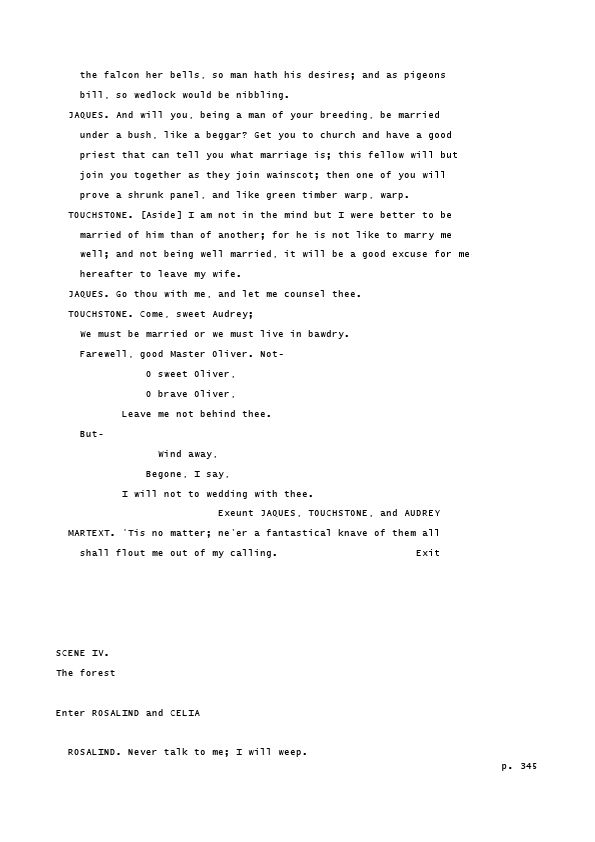 the falcon her bells, so man hath his desires; and as pigeons
bill, so wedlock would be nibbling.
JAQUES. And will you, being a man of your breeding, be married
under a bush, like a beggar? Get you to church and have a good
priest that can tell you what marriage is; this fellow will but
join you together as they join wainscot; then one of you will
prove a shrunk panel, and like green timber warp, warp.
TOUCHSTONE. [Aside] I am not in the mind but I were better to be
married of him than of another; for he is not like to marry me
well; and not being well married, it will be a good excuse for me
hereafter to leave my wife.
JAQUES. Go thou with me, and let me counsel thee.
TOUCHSTONE. Come, sweet Audrey;
We must be married or we must live in bawdry.
Farewell, good Master Oliver. Not-
O sweet Oliver,
O brave Oliver,
Leave me not behind thee.
But-
Wind away,
Begone, I say,
I will not to wedding with thee.
Exeunt JAQUES, TOUCHSTONE, and AUDREY
MARTEXT. 'Tis no matter; ne'er a fantastical knave of them all
shall flout me out of my calling. Exit
SCENE IV.
The forest
Enter ROSALIND and CELIA
ROSALIND. Never talk to me; I will weep.
p. 345